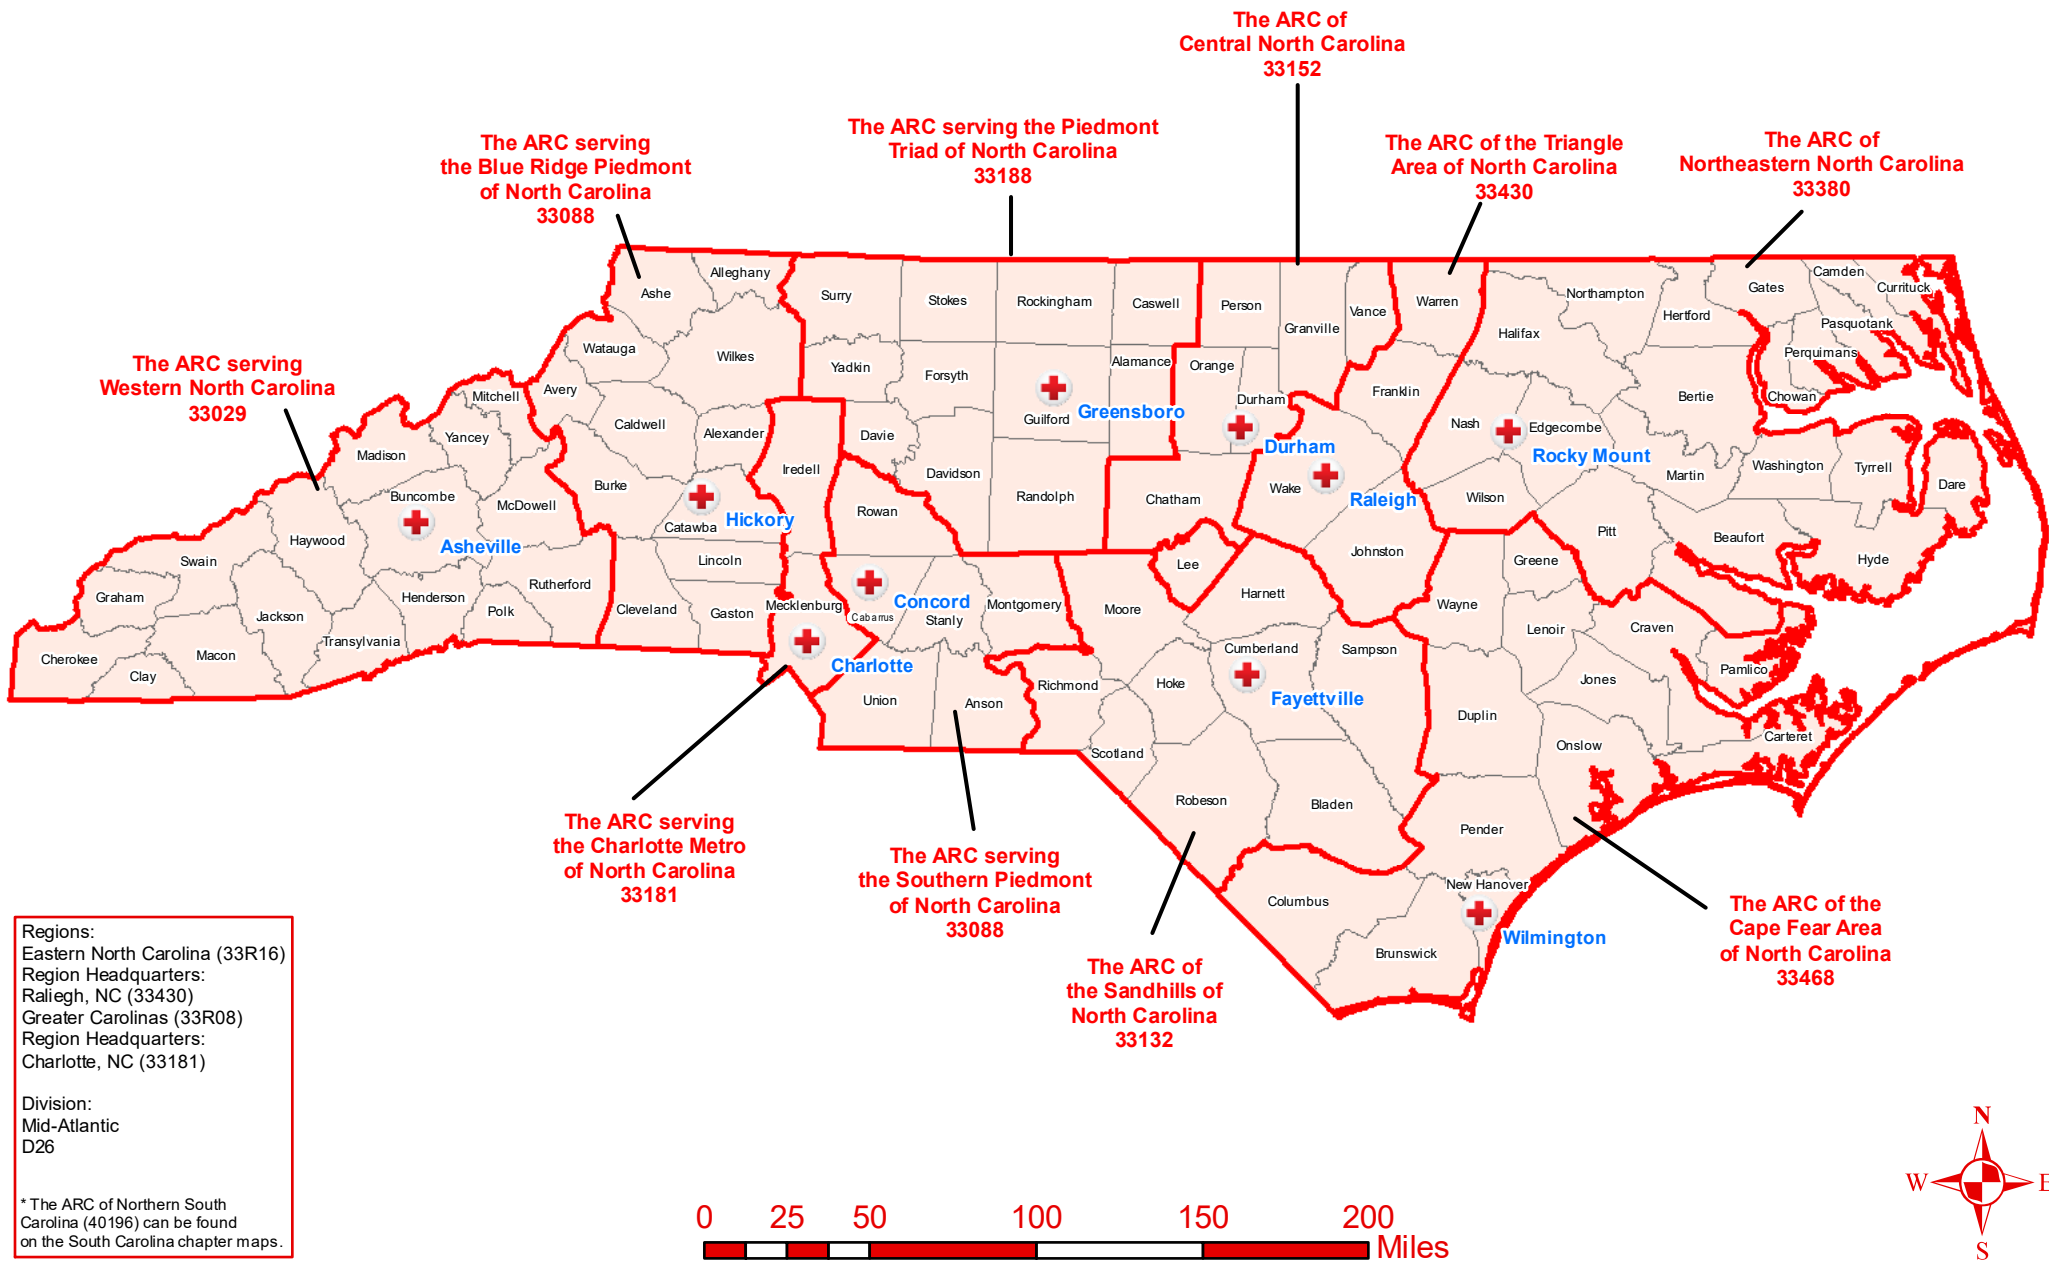 The ARC of
Central North Carolina
33152
The ARC serving the Piedmont
Triad of North Carolina
33188
The ARC serving
the Blue Ridge Piedmont
of North Carolina
33088
The ARC of the Triangle
Area of North Carolina
33430
The ARC of
Northeastern North Carolina
33380
The ARC serving
Western North Carolina
33029
Alleghany
Ashe
Surry
Stokes
Rockingham
Caswell
Person
Granville
Vance
Warren
Northampton
Halifax
Hertford
Gates
Camden
Currituck
Pasquotank
Perquimans
Chowan
Watauga
Wilkes
Yadkin
Forsyth
Alamance
Guilford
Greensboro
Orange
Durham
Durham
Franklin
Nash
Edgecombe
Rocky Mount
Bertie
Mitchell
Avery
Yancey
Madison
Caldwell
Alexander
Davie
Iredell
Davidson
Randolph
Chatham
Wake
Raleigh
Wilson
Martin
Washington
Tyrrell
Dare
Buncombe
Asheville
McDowell
Burke
Catawba
Hickory
Rowan
Haywood
Swain
Lincoln
Lee
Johnston
Greene
Pitt
Beaufort
Hyde
Graham
Jackson
Henderson
Rutherford
Polk
Cleveland
Gaston
Mecklenburg
Cabarrus
Concord
Stanly
Montgomery
Moore
Harnett
Wayne
Lenoir
Craven
Pamlico
Cherokee
Clay
Macon
Transylvania
Charlotte
Union
Anson
Richmond
Hoke
Cumberland
Fayettville
Sampson
Jones
Duplin
Onslow
Carteret
Scotland
Robeson
Bladen
Pender
New Hanover
Columbus
Brunswick
Wilmington
The ARC serving
the Charlotte Metro
of North Carolina
33181
The ARC serving
the Southern Piedmont
of North Carolina
33088
The ARC of
the Sandhills of
North Carolina
33132
The ARC of the
Cape Fear Area
of North Carolina
33468
Regions:
Eastern North Carolina (33R16)
Region Headquarters:
Raliegh, NC (33430)
Greater Carolinas (33R08)
Region Headquarters:
Charlotte, NC (33181)
Division:
Mid-Atlantic
D26
* The ARC of Northern South
Carolina (40196) can be found
on the South Carolina chapter maps.
0 25 50 100 150 200
Miles
N
W E
S